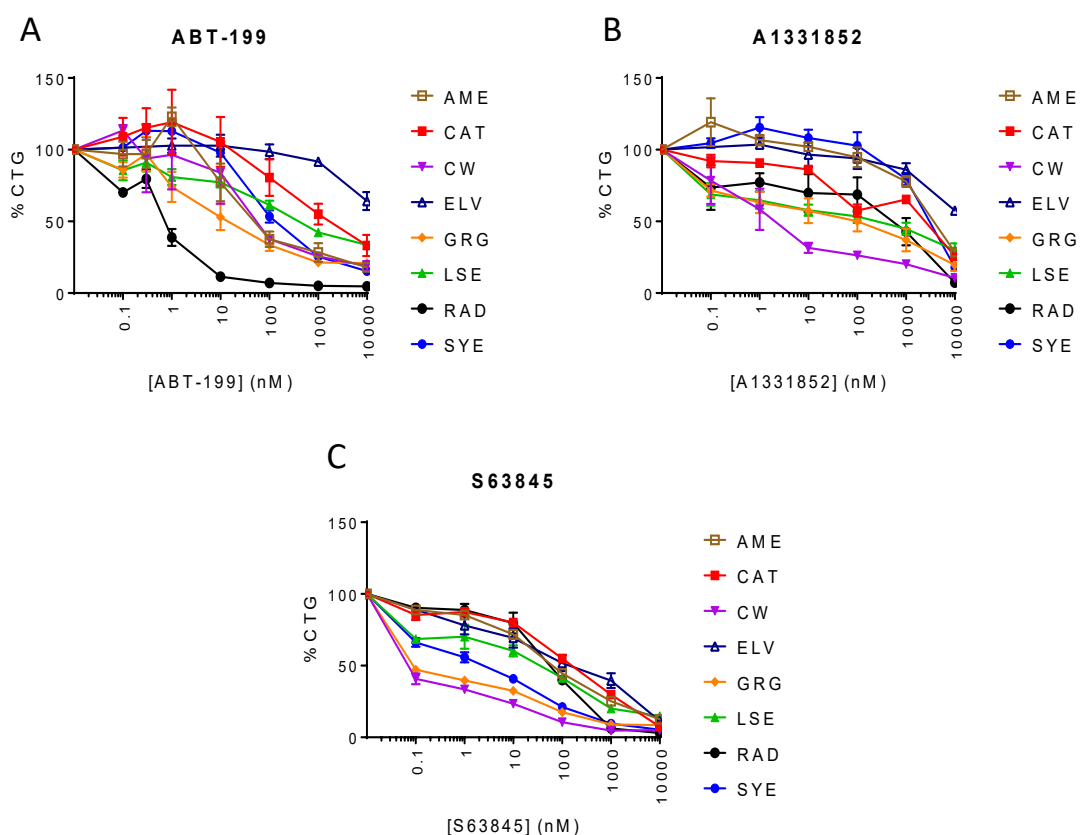 A
ABT-199
150
100
50
0
% CTG
0.1
1
10
100
1000
10000
[ABT-199] (nM)
AME
CAT
CW
ELV
GRG
LSE
RAD
SYE
B
A1331852
150
100
50
0
% CTG
0.1
1
10
100
1000
10000
[A1331852] (nM)
AME
CAT
CW
ELV
GRG
LSE
RAD
SYE
C
S63845
150
100
50
0
% CTG
0.1
1
10
100
1000
10000
[S63845] (nM)
AME
CAT
CW
ELV
GRG
LSE
RAD
SYE